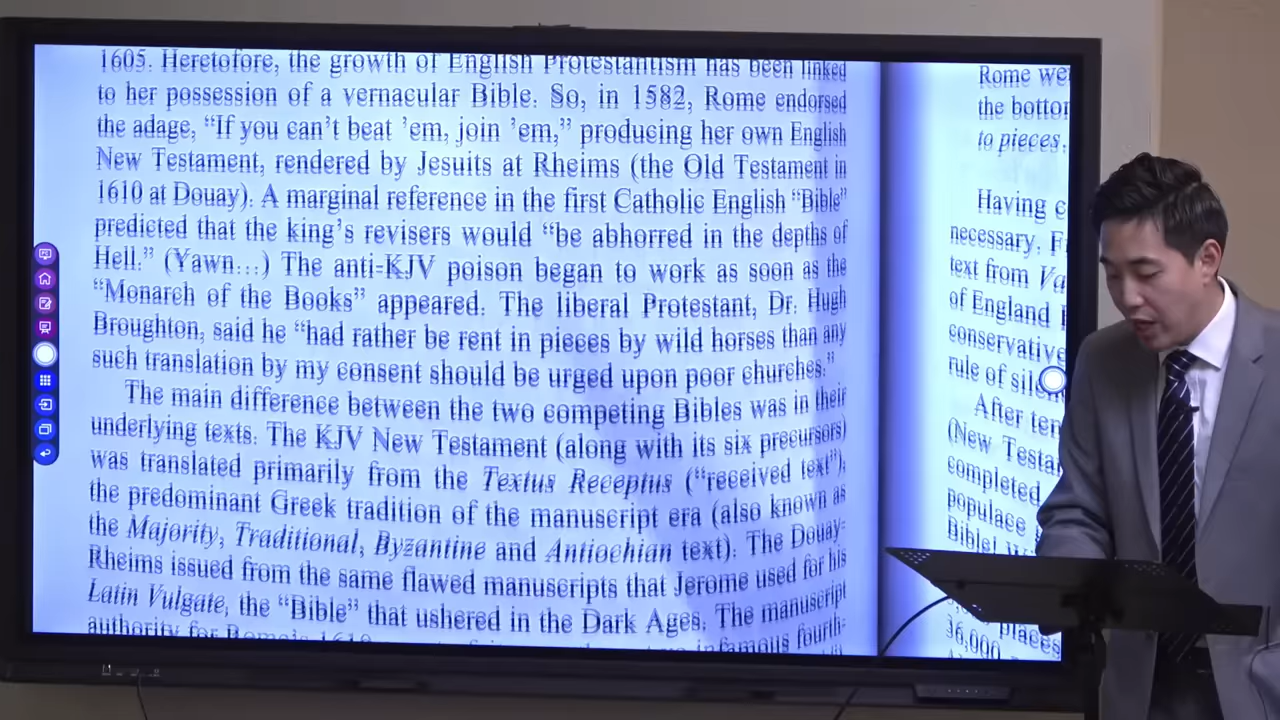 1605. Heretofore, the growth of English Protestantism has been linked
to her possession of a vernacular Bible. So, in 1582, Rome endorsed
the adage, “If you can’t beat ’em, join ’em,” producing her own English
New Testament, rendered by Jesuits at Rheims (the Old Testament in
1610 at Douay). A marginal reference in the first Catholic English “Bible”
predicted that the king’s revisers would “be abhorred in the depths of
Hell.” (Yawn...) The anti-KJV poison began to work as soon as the
“Monarch of the Books” appeared. The liberal Protestant, Dr. Hugh
Broughton, said he “had rather be rent in pieces by wild horses than any
such translation by my consent should be urged upon poor churches.”
The main difference between the two competing Bibles was in their
underlying texts. The KJV New Testament (along with its six precursors)
was translated primarily from the Textus Receptus (“received text”),
the predominant Greek tradition of the manuscript era (also known as
the Majority, Traditional, Byzantine and Antiochian text). The Douay-
Rheims issued from the same flawed manuscripts that Jerome used for his
Latin Vulgate, the “Bible” that ushered in the Dark Ages. The manuscript
authority for Rome's
infamous fourth-
Rome we
the bottom
to pieces.
Having
necessary.
text from
of England
conservative
rule of
After ten
(New Testa
completed
populace
Bible!
places
36,000